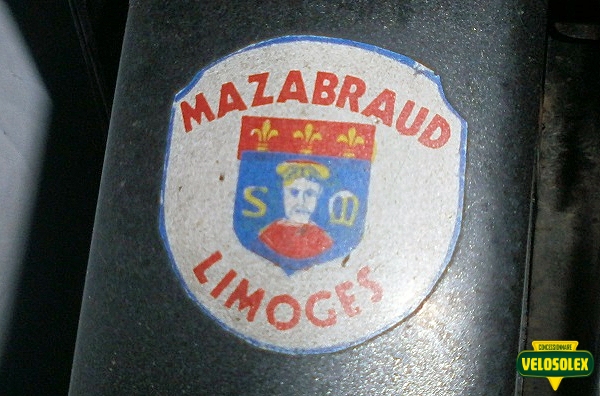 MAZABRAUD
S M
LIMOGES
CONCESSIONNAIRE
VELOSOLEX